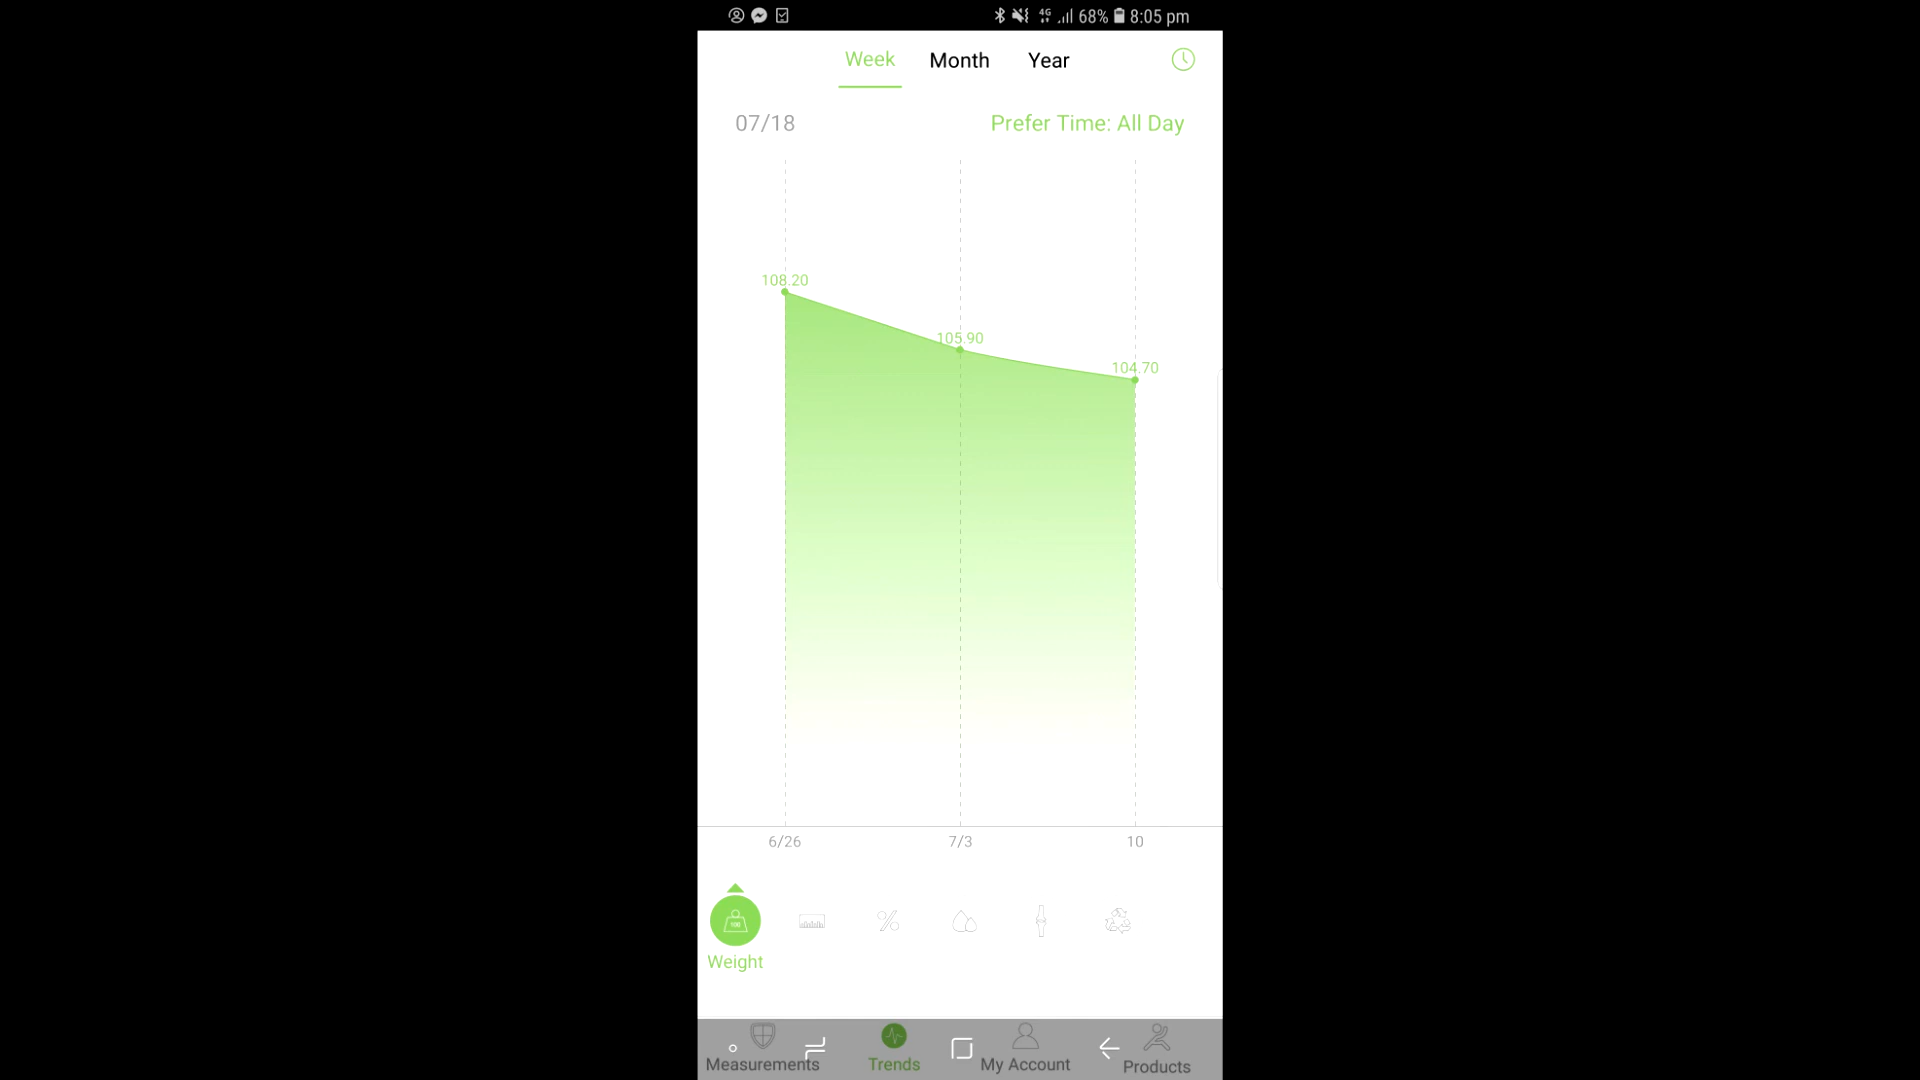 68% 8:05 pm
Week Month Year
07/18 Prefer Time: All Day
108.20
105.90
104.70
6/26 7/3 10
100
Weight
Measurements Trends My Account Products